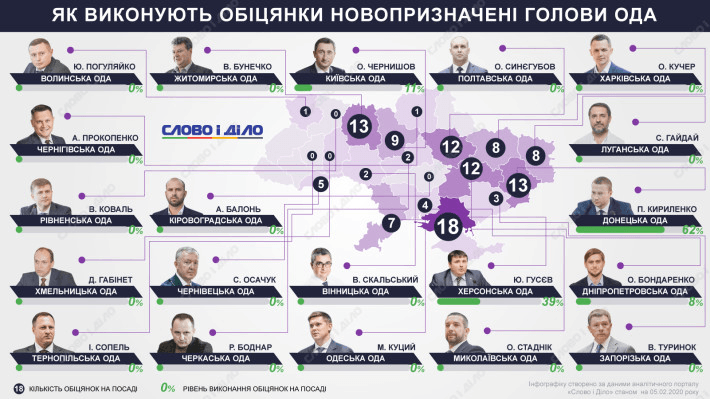 ЯК ВИКОНУЮТЬ ОБІЦЯНКИ НОВОПРИЗНАЧЕНІ ГОЛОВИ ОДА
Ю. ПОГУЛЯЙКО
ВОЛИНСЬКА ОДА
0%
В. БУНЕЧКО
ЖИТОМИРСЬКА ОДА
0%
О. ЧЕРНИШОВ
КИЇВСЬКА ОДА
11%
О. СИНЄГУБОВ
ПОЛТАВСЬКА ОДА
0%
О. КУЧЕР
ХАРКІВСЬКА ОДА
0%
А. ПРОКОПЕНКО
ЧЕРНІГІВСЬКА ОДА
0%
СЛОВО і ДІЛО
С. ГАЙДАЙ
ЛУГАНСЬКА ОДА
0%
1
1
13
0
9
12
8
8
0
0
2
12
5
2
0
13
4
3
7
18
В. КОВАЛЬ
РІВНЕНСЬКА ОДА
0%
А. БАЛОНЬ
КІРОВОГРАДСЬКА ОДА
0%
П. КИРИЛЕНКО
ДОНЕЦЬКА ОДА
62%
Д. ГАБІНЕТ
ХМЕЛЬНИЦЬКА ОДА
0%
С. ОСАЧУК
ЧЕРНІВЕЦЬКА ОДА
0%
В. СКАЛЬСЬКИЙ
ВІННИЦЬКА ОДА
0%
Ю. ГУСЄВ
ХЕРСОНСЬКА ОДА
39%
О. БОНДАРЕНКО
ДНІПРОПЕТРОВСЬКА ОДА
8%
І. СОПЕЛЬ
ТЕРНОПІЛЬСЬКА ОДА
0%
Р. БОДНАР
ЧЕРКАСЬКА ОДА
0%
М. КУЦИЙ
ОДЕСЬКА ОДА
0%
О. СТАДНІК
МИКОЛАЇВСЬКА ОДА
0%
В. ТУРИНОК
ЗАПОРІЗЬКА ОДА
0%
18 КІЛЬКІСТЬ ОБІЦЯНОК НА ПОСАДІ
0% РІВЕНЬ ВИКОНАННЯ ОБІЦЯНОК НА ПОСАДІ
Інфографіку створено за даними аналітичного порталу
«Слово і Діло» станом на 05.02.2020 року